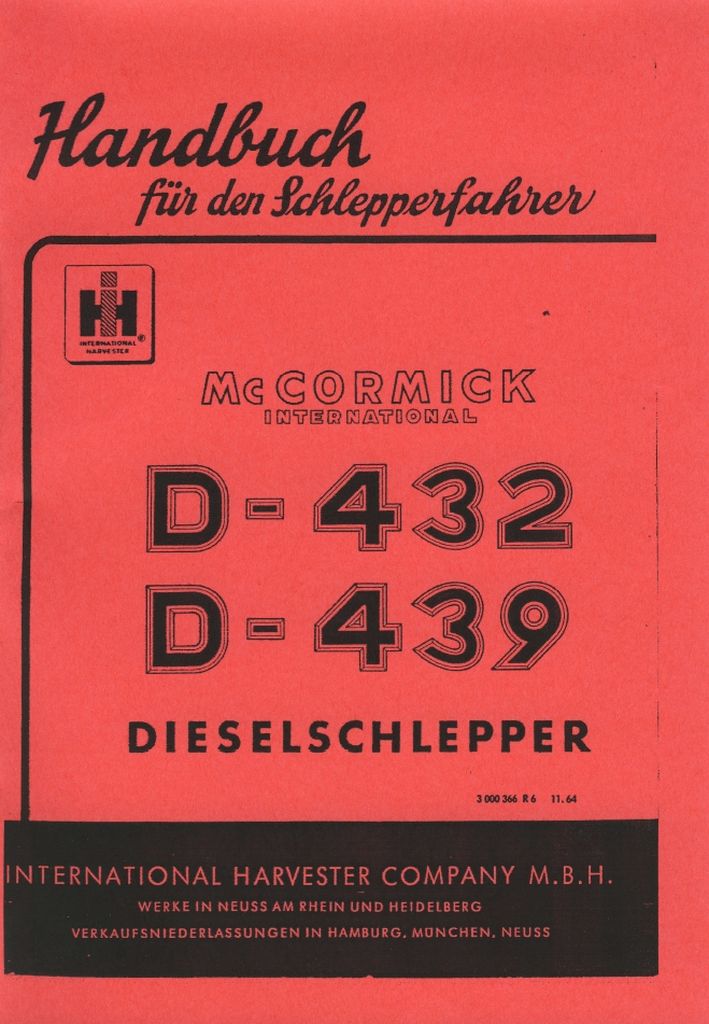 Handbuch
für den Schlepperfahrer
IH
®
INTERNATIONAL
HARVESTER
McCORMICK
INTERNATIONAL
D-432
D-439
DIESELSCHLEPPER
3 000 366 R 6 11.64
INTERNATIONAL HARVESTER COMPANY M.B.H.
WERKE IN NEUSS AM RHEIN UND HEIDELBERG
VERKAUFSNIEDERLASSUNGEN IN HAMBURG, MÜNCHEN, NEUSS